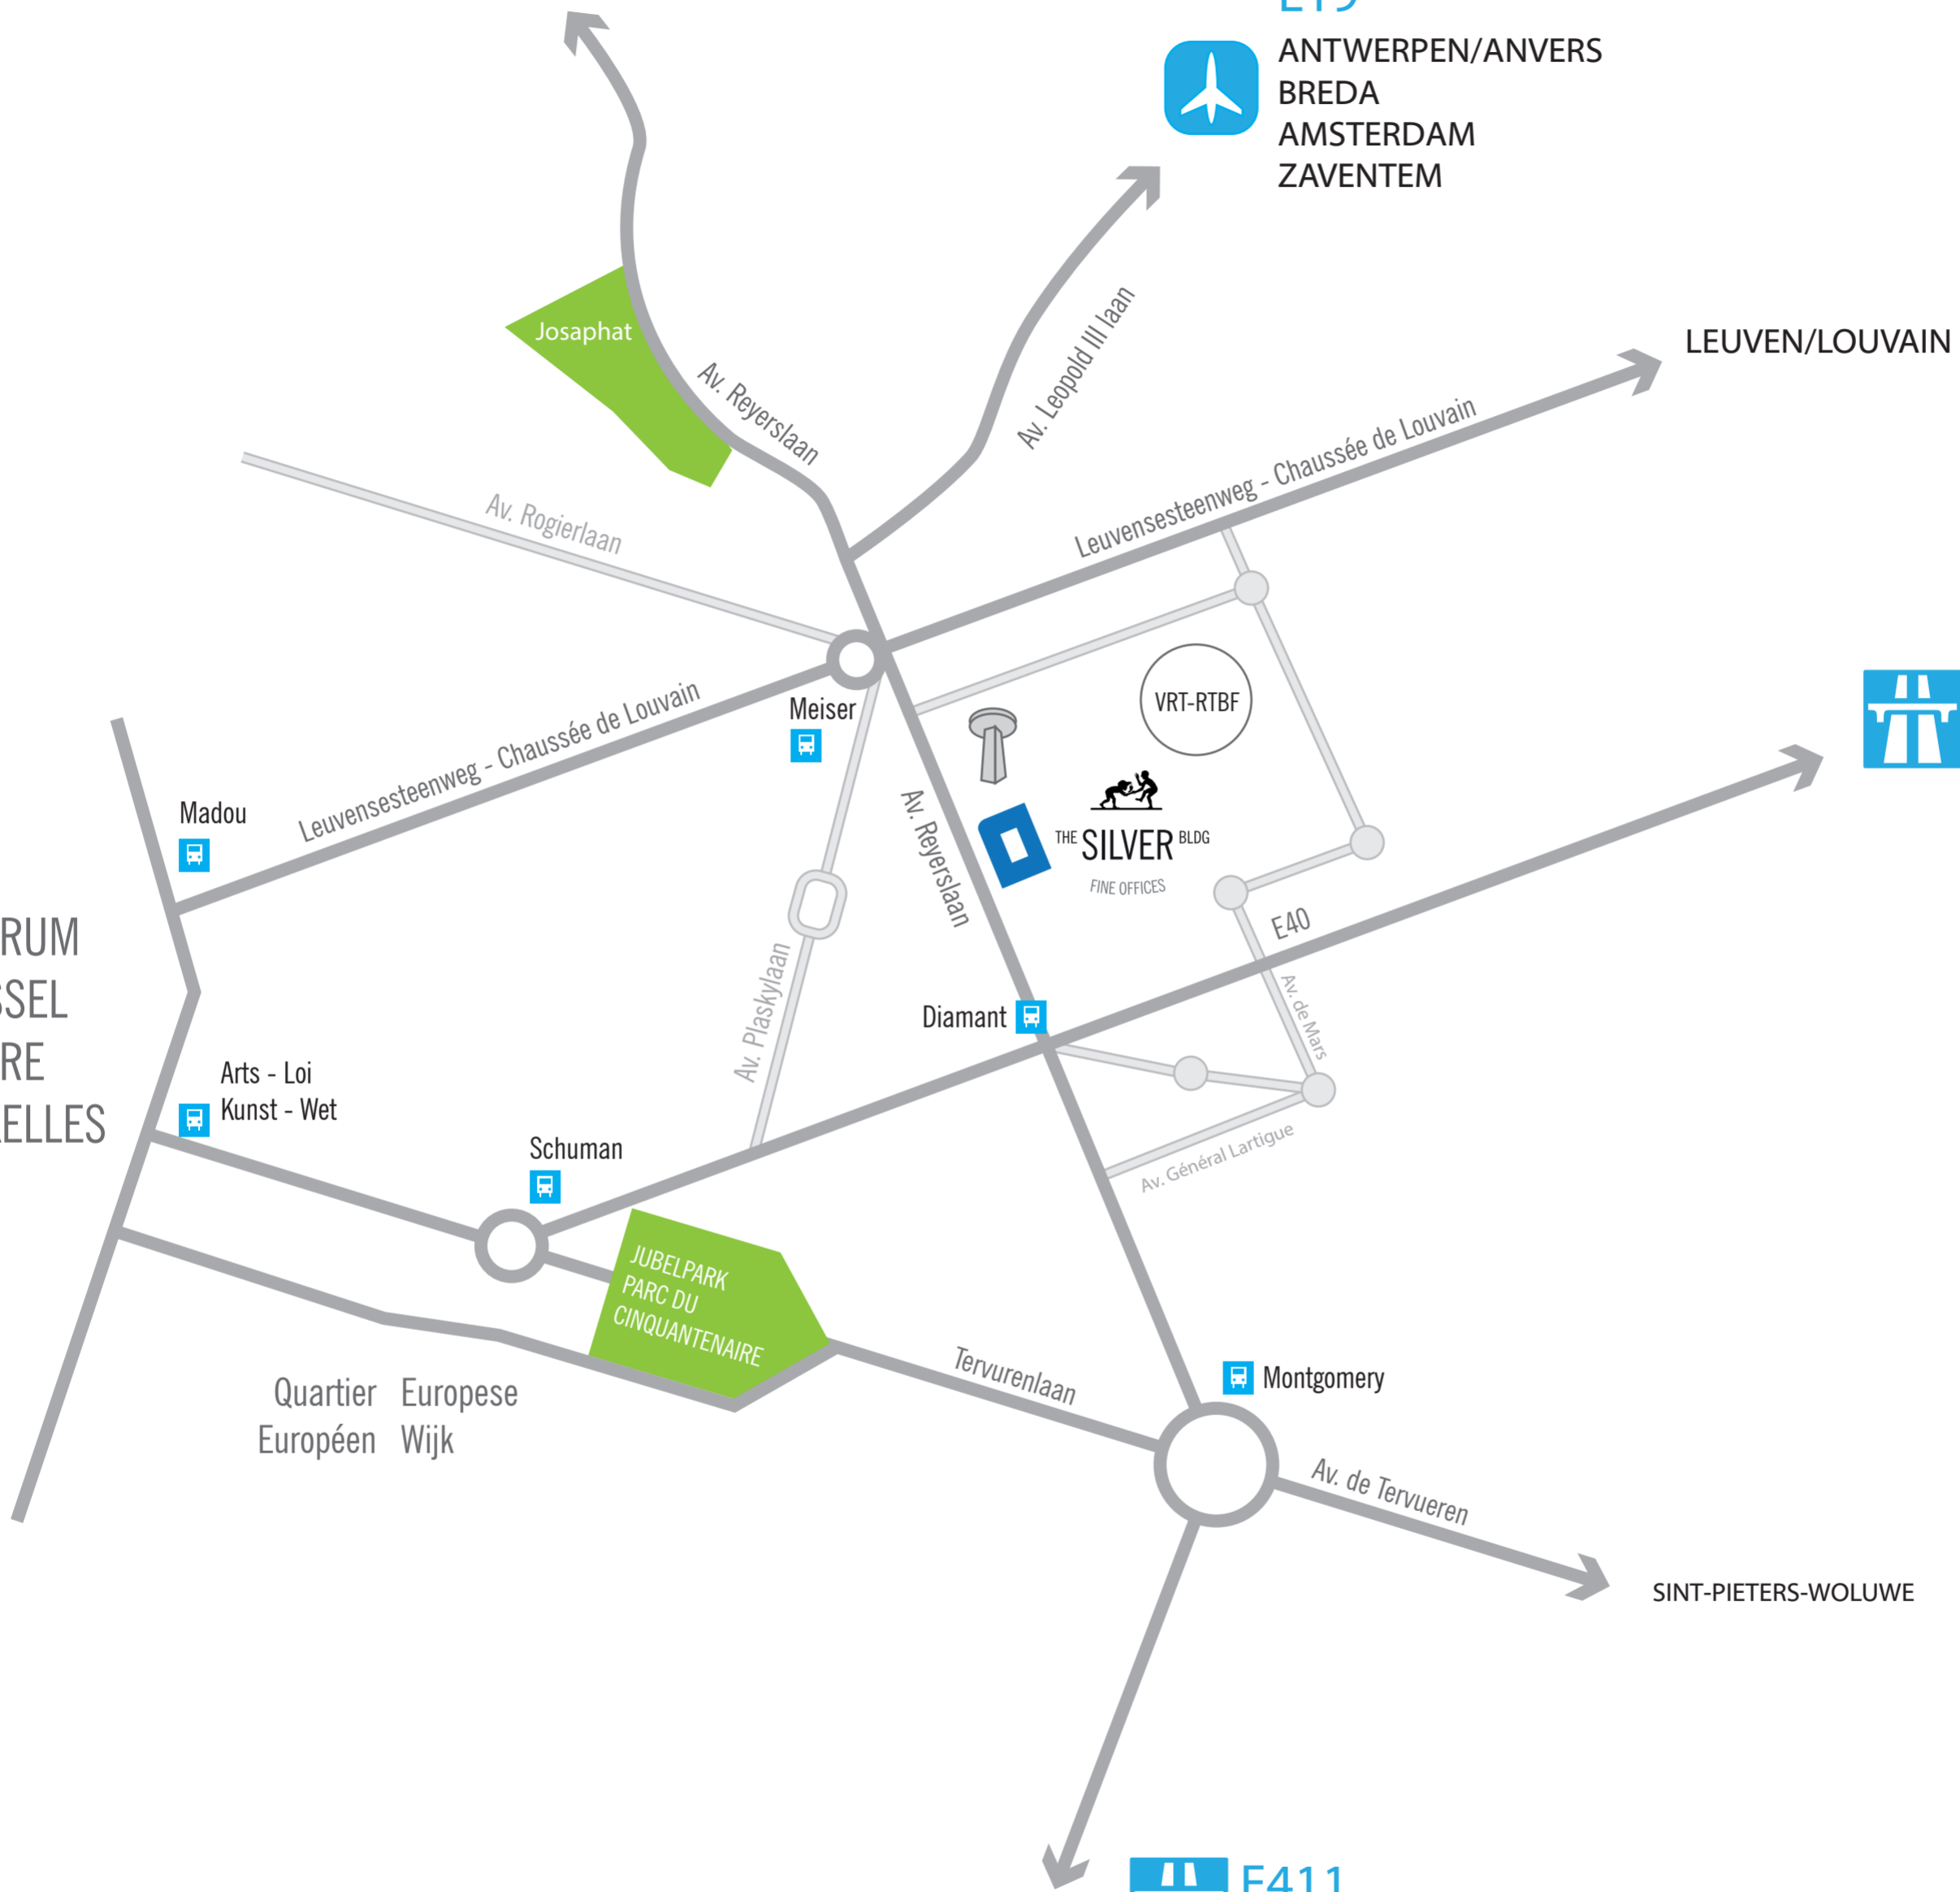 E19
ANTWERPEN/ANVERS
BREDA
AMSTERDAM
ZAVENTEM
Josaphat
Av. Reyerslaan
Av. Leopold III laan
LEUVEN/LOUVAIN
Leuvensesteenweg - Chaussée de Louvain
Av. Rogierlaan
VRT-RTBF
Meiser
Leuvensesteenweg - Chaussée de Louvain
Madou
Av. Reyerslaan
THE SILVER BLDG
FINE OFFICES
E40
RUM
SSEL
RE
ELLES
Av. Plaskylaan
Diamant
Av. de Mars
Arts - Loi
Kunst - Wet
Schuman
Av. Général Lartigue
JUBELPARK
PARC DU
CINQUANTENAIRE
Tervurenlaan
Montgomery
Quartier Europese
Européen Wijk
Av. de Tervueren
SINT-PIETERS-WOLUWE
E411